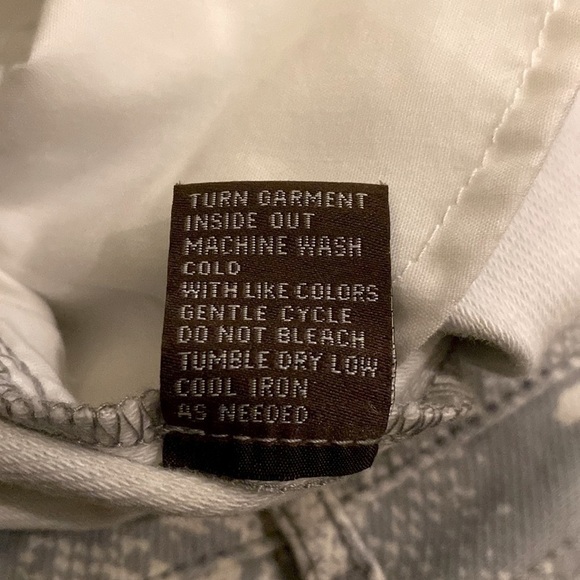 TURN GARMENT
INSIDE OUT
MACHINE WASH
COLD
WITH LIKE COLORS
GENTLE CYCLE
DO NOT BLEACH
TUMBLE DRY LOW
COOL IRON
AS NEEDED